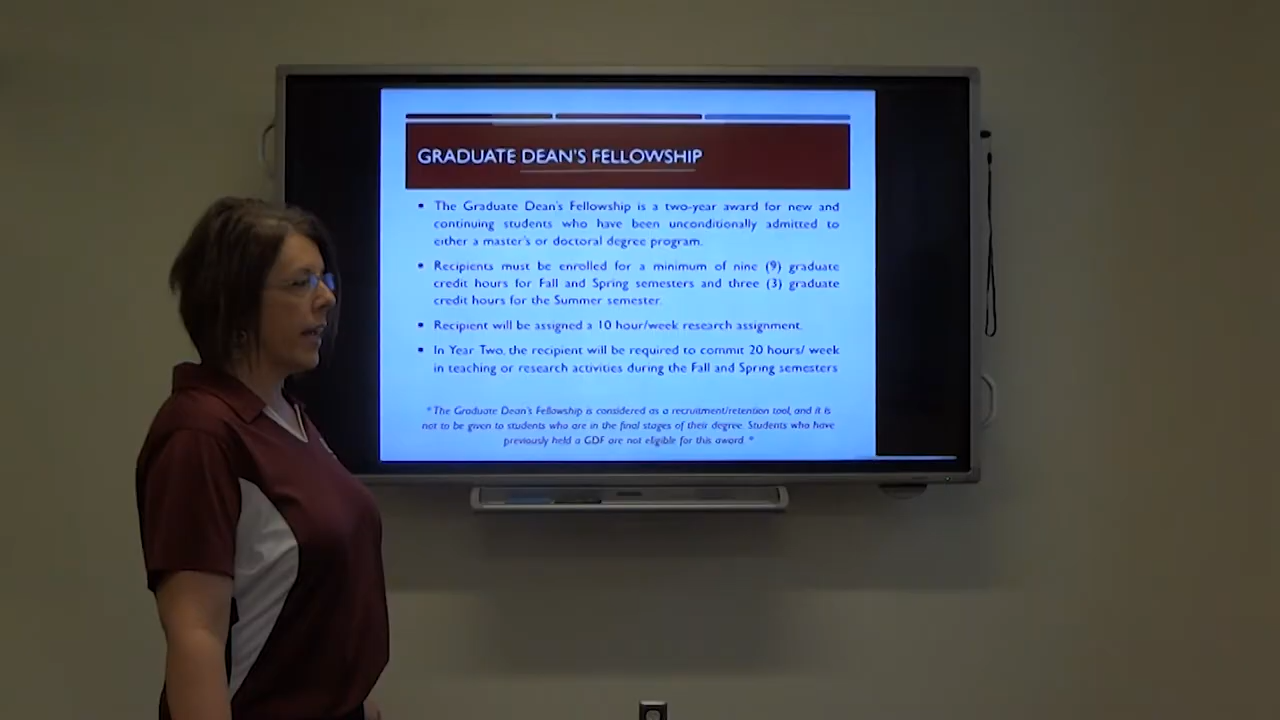 GRADUATE DEAN'S FELLOWSHIP
▪ The Graduate Dean's Fellowship is a two-year award for new and
continuing students who have been unconditionally admitted to
either a master's or doctoral degree program.
▪ Recipients must be enrolled for a minimum of nine (9) graduate
credit hours for Fall and Spring semesters and three (3) graduate
credit hours for the Summer semester.
▪ Recipient will be assigned a 10 hour/week research assignment.
▪ In Year Two, the recipient will be required to commit 20 hours/ week
in teaching or research activities during the Fall and Spring semesters
* The Graduate Dean's Fellowship is considered as a recruitment/retention tool, and it is
not to be given to students who are in the final stages of their degree. Students who have
previously held a GDF are not eligible for this award. *